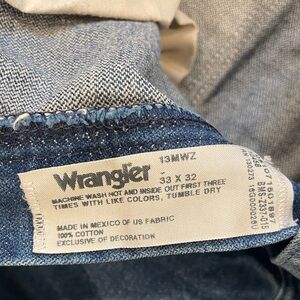 Wrangler
13MWZ
-
33 X 32
MACHINE WASH HOT AND INSIDE OUT FIRST THREE
TIMES WITH LIKE COLORS, TUMBLE DRY
MADE IN MEXICO OF US FABRIC
100% COTTON
EXCLUSIVE OF DECORATION